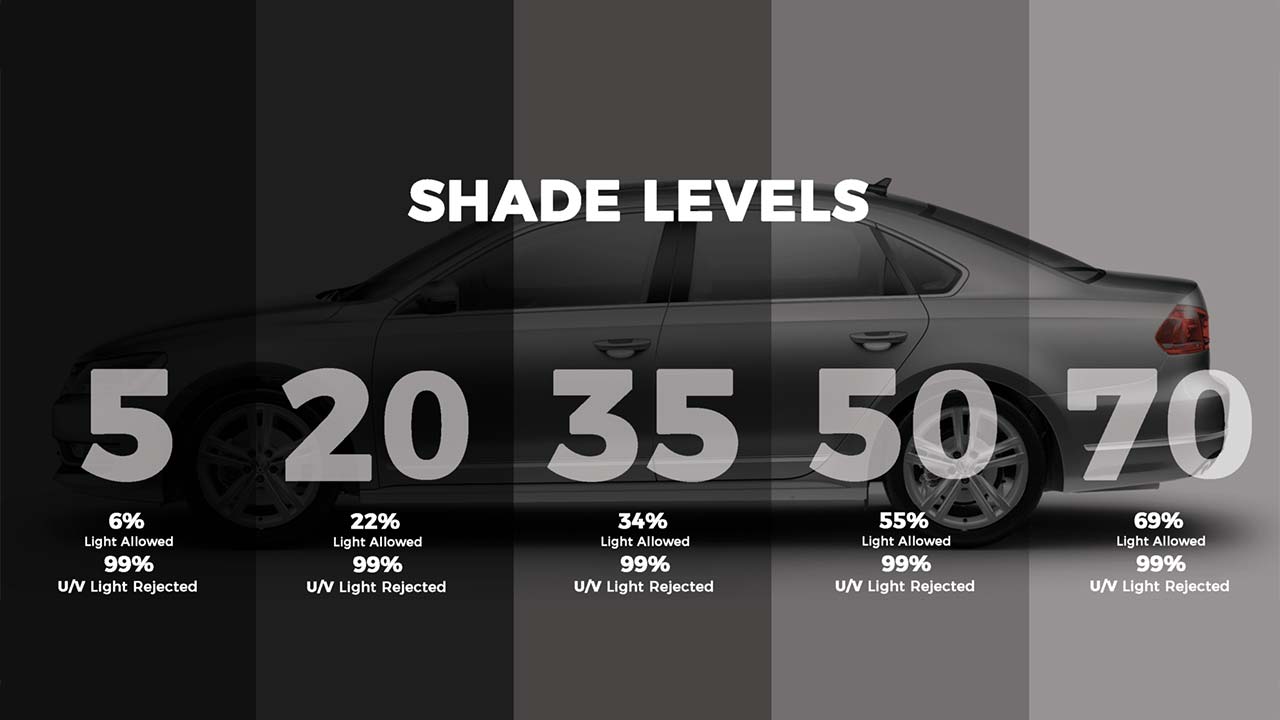 SHADE LEVELS
5 20 35 50 70
6% 22% 34% 55% 69%
Light Allowed Light Allowed Light Allowed Light Allowed Light Allowed
99% 99% 99% 99% 99%
U/V Light Rejected U/V Light Rejected U/V Light Rejected U/V Light Rejected U/V Light Rejected